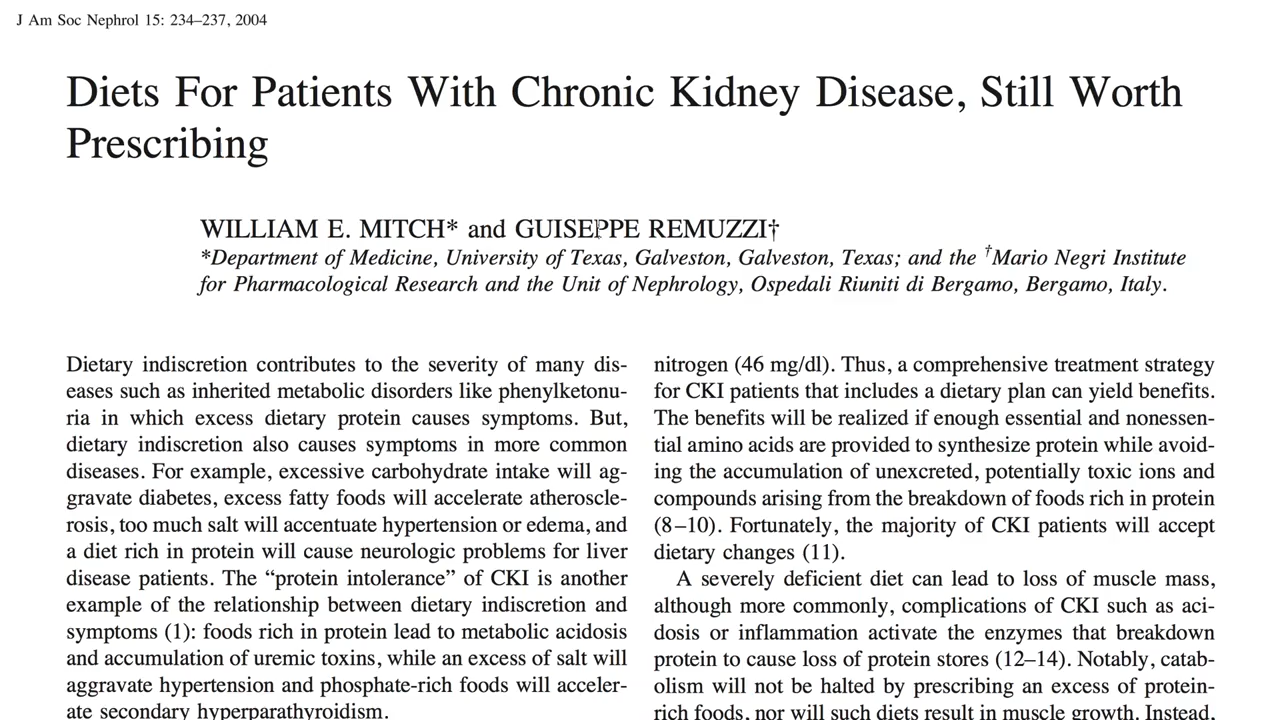 J Am Soc Nephrol 15: 234–237, 2004
Diets For Patients With Chronic Kidney Disease, Still Worth
Prescribing
WILLIAM E. MITCH* and GUISEPPE REMUZZI†
*Department of Medicine, University of Texas, Galveston, Galveston, Texas; and the †Mario Negri Institute
for Pharmacological Research and the Unit of Nephrology, Ospedali Riuniti di Bergamo, Bergamo, Italy.
Dietary indiscretion contributes to the severity of many dis-
eases such as inherited metabolic disorders like phenylketonu-
ria in which excess dietary protein causes symptoms. But,
dietary indiscretion also causes symptoms in more common
diseases. For example, excessive carbohydrate intake will ag-
gravate diabetes, excess fatty foods will accelerate atheroscle-
rosis, too much salt will accentuate hypertension or edema, and
a diet rich in protein will cause neurologic problems for liver
disease patients. The “protein intolerance” of CKI is another
example of the relationship between dietary indiscretion and
symptoms (1): foods rich in protein lead to metabolic acidosis
and accumulation of uremic toxins, while an excess of salt will
aggravate hypertension and phosphate-rich foods will acceler-
ate secondary hyperparathyroidism.
nitrogen (46 mg/dl). Thus, a comprehensive treatment strategy
for CKI patients that includes a dietary plan can yield benefits.
The benefits will be realized if enough essential and nonessen-
tial amino acids are provided to synthesize protein while avoid-
ing the accumulation of unexcreted, potentially toxic ions and
compounds arising from the breakdown of foods rich in protein
(8–10). Fortunately, the majority of CKI patients will accept
dietary changes (11).
A severely deficient diet can lead to loss of muscle mass,
although more commonly, complications of CKI such as aci-
dosis or inflammation activate the enzymes that breakdown
protein to cause loss of protein stores (12–14). Notably, catab-
olism will not be halted by prescribing an excess of protein-
rich foods, nor will such diets result in muscle growth. Instead,